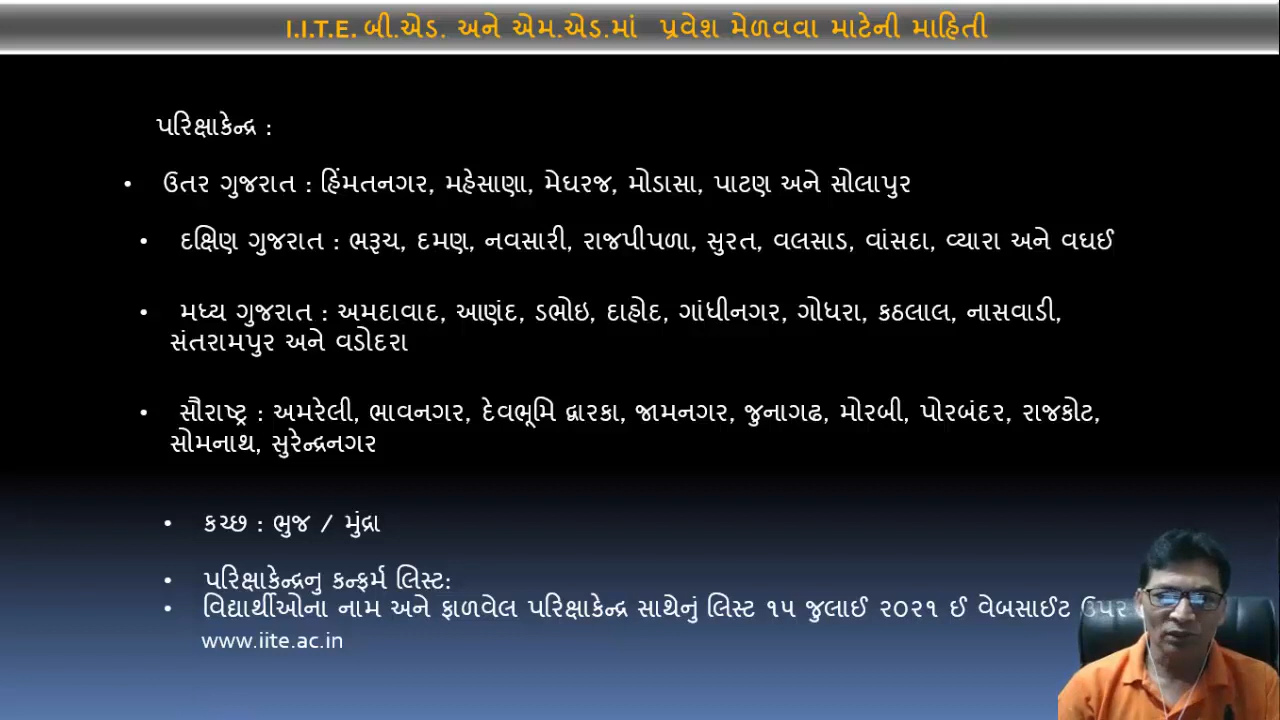 I.I.T.E. બી.એડ. અને એમ.એડ.માં પ્રવેશ મેળવવા માટેની માહિતી
પરિક્ષાકેન્દ્ર :
• ઉતર ગુજરાત : હિંમતનગર, મહેસાણા, મેઘરજ, મોડાસા, પાટણ અને સોલાપુર
• દક્ષિણ ગુજરાત : ભરૂચ, દમણ, નવસારી, રાજપીપળા, સુરત, વલસાડ, વાંસદા, વ્યારા અને વઘઈ
• મધ્ય ગુજરાત : અમદાવાદ, આણંદ, ડભોઇ, દાહોદ, ગાંધીનગર, ગોધરા, કઠલાલ, નાસવાડી,
સંતરામપુર અને વડોદરા
• સૌરાષ્ટ્ર : અમરેલી, ભાવનગર, દેવભૂમિ દ્વારકા, જામનગર, જુનાગઢ, મોરબી, પોરબંદર, રાજકોટ,
સોમનાથ, સુરેન્દ્રનગર
• કચ્છ : ભુજ / મુંદ્રા
• પરિક્ષાકેન્દ્રનુ કન્ફર્મ લિસ્ટ:
• વિદ્યાર્થીઓના નામ અને ફાળવેલ પરિક્ષાકેન્દ્ર સાથેનું લિસ્ટ ૧૫ જુલાઈ ૨૦૨૧ ઈ વેબસાઈટ ઉપર
www.iite.ac.in